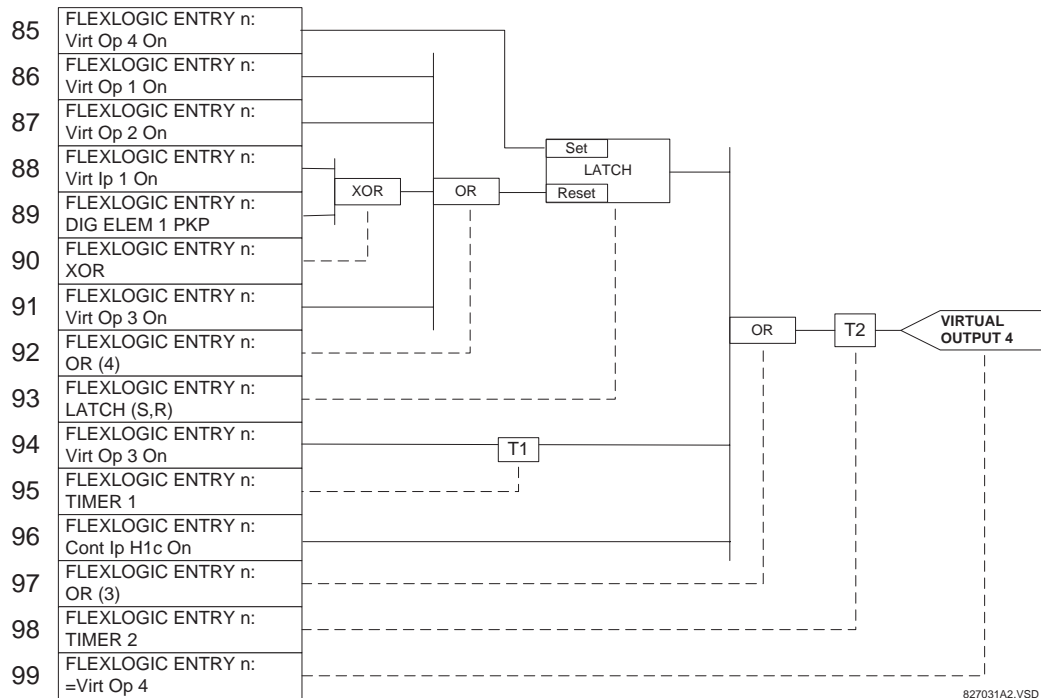 85
FLEXLOGIC ENTRY n:
Virt Op 4 On
86
FLEXLOGIC ENTRY n:
Virt Op 1 On
87
FLEXLOGIC ENTRY n:
Virt Op 2 On
88
FLEXLOGIC ENTRY n:
Virt Ip 1 On
89
FLEXLOGIC ENTRY n:
DIG ELEM 1 PKP
90
FLEXLOGIC ENTRY n:
XOR
91
FLEXLOGIC ENTRY n:
Virt Op 3 On
92
FLEXLOGIC ENTRY n:
OR (4)
93
FLEXLOGIC ENTRY n:
LATCH (S,R)
94
FLEXLOGIC ENTRY n:
Virt Op 3 On
95
FLEXLOGIC ENTRY n:
TIMER 1
96
FLEXLOGIC ENTRY n:
Cont Ip H1c On
97
FLEXLOGIC ENTRY n:
OR (3)
98
FLEXLOGIC ENTRY n:
TIMER 2
99
FLEXLOGIC ENTRY n:
=Virt Op 4
XOR
OR
Set
LATCH
Reset
T1
OR
T2
VIRTUAL
OUTPUT 4
827031A2.VSD